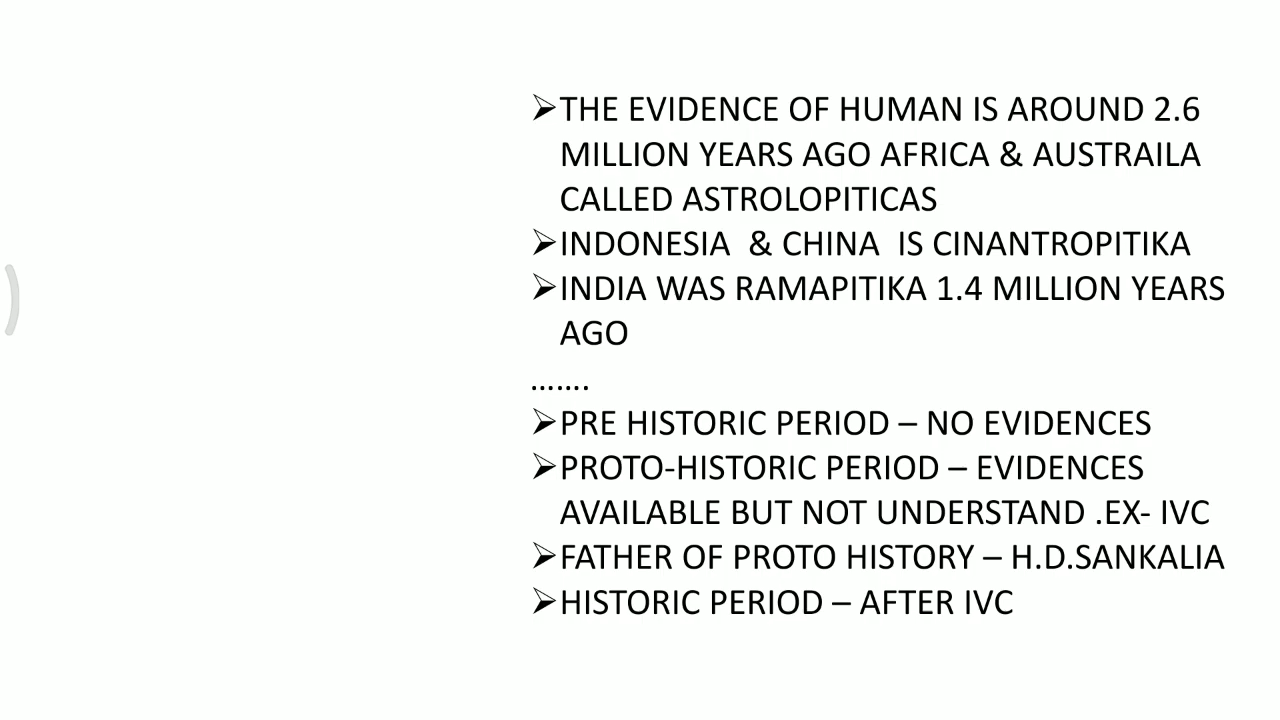 ➢THE EVIDENCE OF HUMAN IS AROUND 2.6
MILLION YEARS AGO AFRICA & AUSTRAILA
CALLED ASTROLOPITICAS
➢INDONESIA & CHINA IS CINANTROPITIKA
➢INDIA WAS RAMAPITIKA 1.4 MILLION YEARS
AGO
…….
➢PRE HISTORIC PERIOD – NO EVIDENCES
➢PROTO-HISTORIC PERIOD – EVIDENCES
AVAILABLE BUT NOT UNDERSTAND .EX- IVC
➢FATHER OF PROTO HISTORY – H.D.SANKALIA
➢HISTORIC PERIOD – AFTER IVC